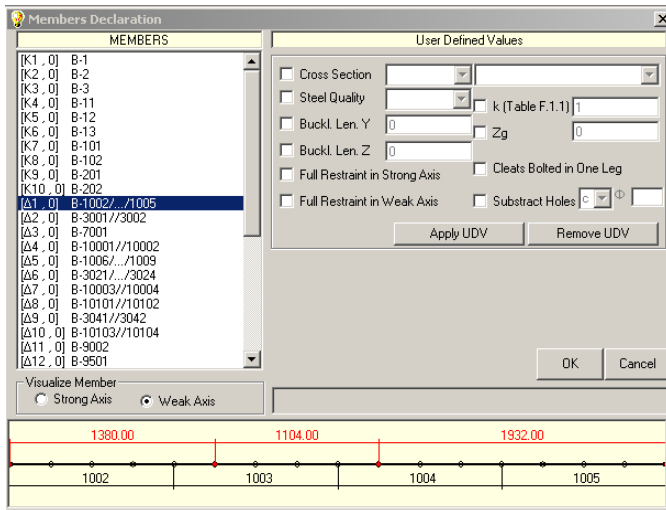 Members Declaration
MEMBERS
[K1 , 0] B-1
[K2 , 0] B-2
[K3 , 0] B-3
[K4 , 0] B-11
[K5 , 0] B-12
[K6 , 0] B-13
[K7 , 0] B-101
[K8 , 0] B-102
[K9 , 0] B-201
[K10 , 0] B-202
[Δ1 , 0] B-1002/.../1005
[Δ2 , 0] B-3001//3002
[Δ3 , 0] B-7001
[Δ4 , 0] B-10001//10002
[Δ5 , 0] B-1006/.../1009
[Δ6 , 0] B-3021/.../3024
[Δ7 , 0] B-10003//10004
[Δ8 , 0] B-10101//10102
[Δ9 , 0] B-3041//3042
[Δ10 , 0] B-10103//10104
[Δ11 , 0] B-9002
[Δ12 , 0] B-9501
Visualize Member
Strong Axis Weak Axis
User Defined Values
Cross Section
Steel Quality
k (Table F.1.1) 1
Buckl. Len. Y 0
Zg 0
Buckl. Len. Z 0
Full Restraint in Strong Axis
Cleats Bolted in One Leg
Full Restraint in Weak Axis
Substract Holes c Φ
Apply UDV Remove UDV
OK Cancel
1380.00 1104.00 1932.00
1002 1003 1004 1005